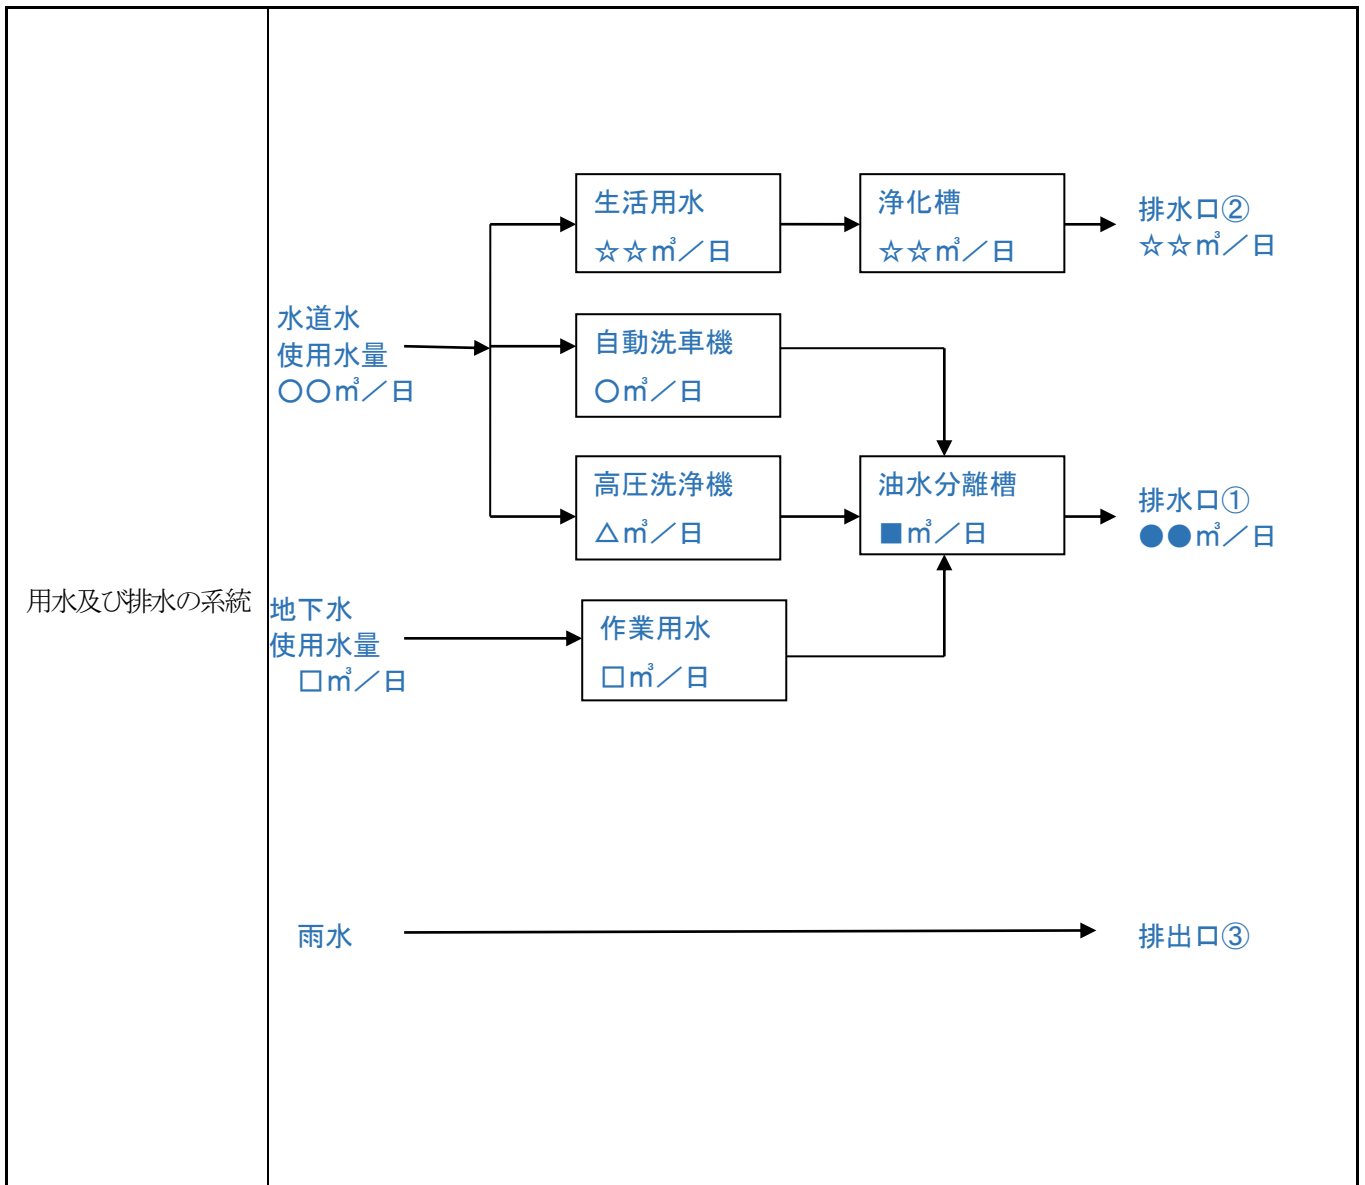 用水及び排水の系統
生活用水
☆☆㎥／日
浄化槽
☆☆㎥／日
排水口②
☆☆㎥／日
水道水
使用水量
〇〇㎥／日
自動洗車機
〇㎥／日
高圧洗浄機
△㎥／日
油水分離槽
■㎥／日
排水口①
●●㎥／日
地下水
使用水量
□㎥／日
作業用水
□㎥／日
雨水
排出口③